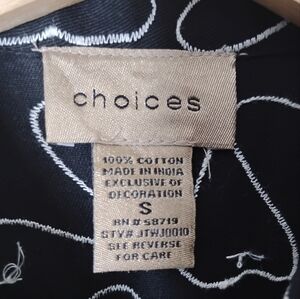 choices
100% COTTON
MADE IN INDIA
EXCLUSIVE OF
DECORATION
S
RN # 58719
STY# JTWJ0010
SEE REVERSE
FOR CARE